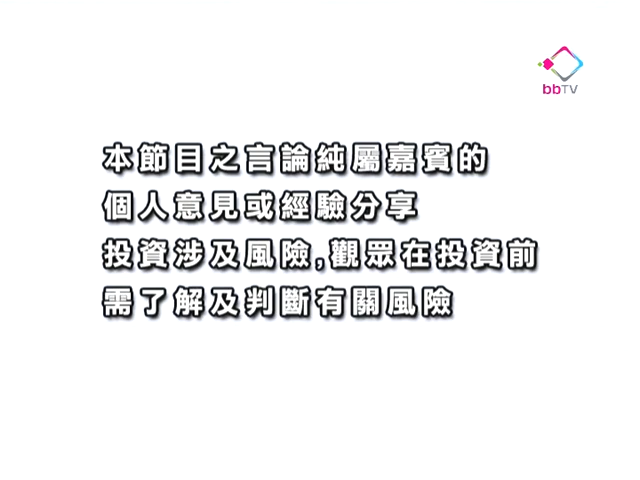 bbTV
本節目之言論純屬嘉賓的
個人意見或經驗分享
投資涉及風險,觀眾在投資前
需了解及判斷有關風險